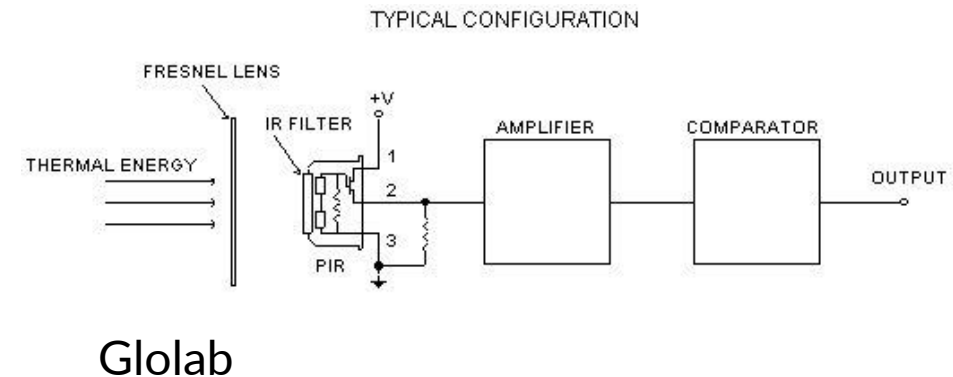 TYPICAL CONFIGURATION
FRESNEL LENS
+V
IR FILTER
AMPLIFIER
COMPARATOR
1
THERMAL ENERGY
2
OUTPUT
3
PIR
Glolab